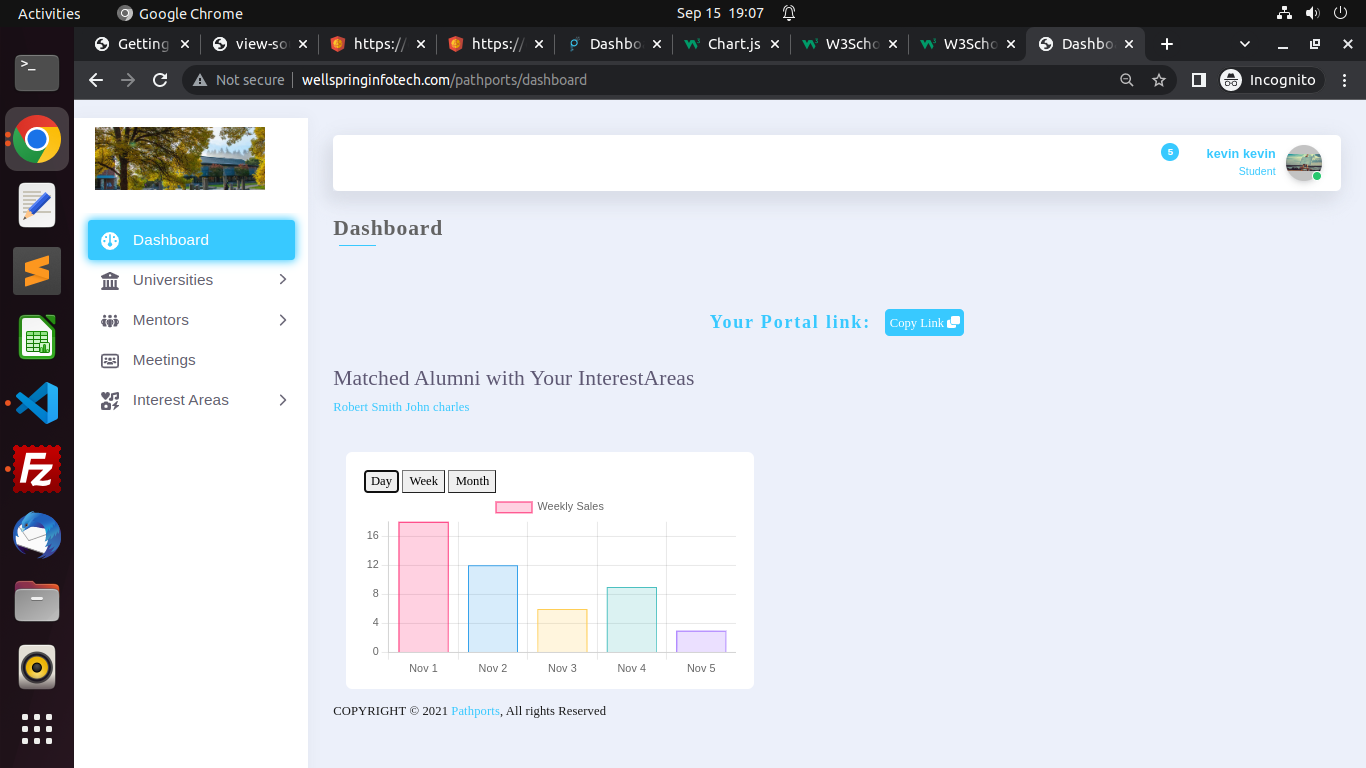 Activities Google Chrome Sep 15 19:07
Getting view-so https:// https:// Dashbo Chart.js W3Scho W3Scho Dashbo
Not secure wellspringinfotech.com/pathports/dashboard Incognito
5 kevin kevin
Student
Dashboard
Universities
Mentors
Meetings
Interest Areas
Dashboard
Your Portal link: Copy Link
Matched Alumni with Your InterestAreas
Robert Smith John charles
Day Week Month
Weekly Sales
16
12
8
4
0
Nov 1 Nov 2 Nov 3 Nov 4 Nov 5
COPYRIGHT © 2021 Pathports, All rights Reserved